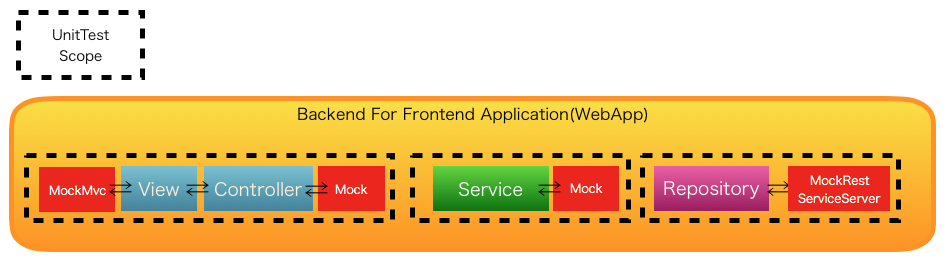 UnitTest
Scope
Backend For Frontend Application(WebApp)
MockMvc
View
Controller
Mock
Service
Mock
Repository
MockRest
ServiceServer